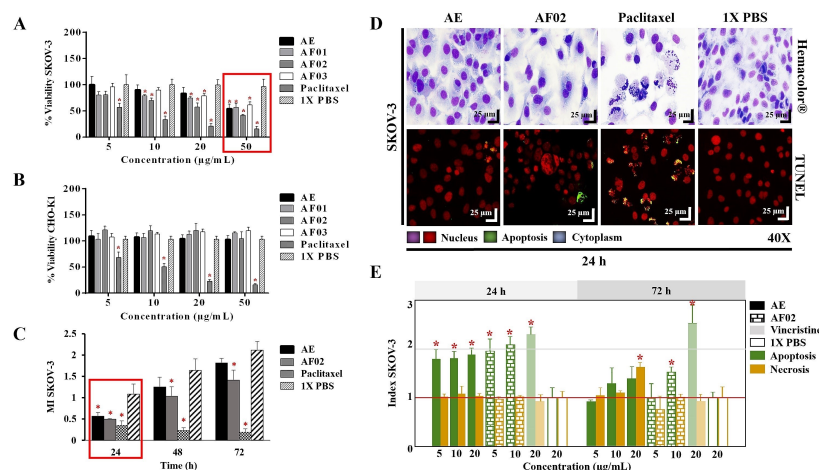 A
% Viability SKOV-3
200
150
100
50
0
5 10 20 50
Concentration (µg/mL)
AE
AF01
AF02
AF03
Paclitaxel
1X PBS
B
% Viability CHO-K1
200
150
100
50
0
5 10 20 50
Concentration (µg/mL)
AE
AF01
AF02
AF03
Paclitaxel
1X PBS
C
MI SKOV-3
2.5
2
1.5
1
0.5
0
24 48 72
Time (h)
AE
AF02
Paclitaxel
1X PBS
D
AE AF02 Paclitaxel 1X PBS
SKOV-3
Hemacolor®
25 µm 25 µm 25 µm 25 µm
TUNEL
25 µm 25 µm 25 µm 25 µm
Nucleus Apoptosis Cytoplasm 40X
24 h
E
24 h 72 h
Index SKOV-3
3
2
1
0
5 10 20 5 10 20 20 5 10 20 5 10 20 20
Concentration (µg/mL)
AE
AF02
Vincristine
1X PBS
Apoptosis
Necrosis